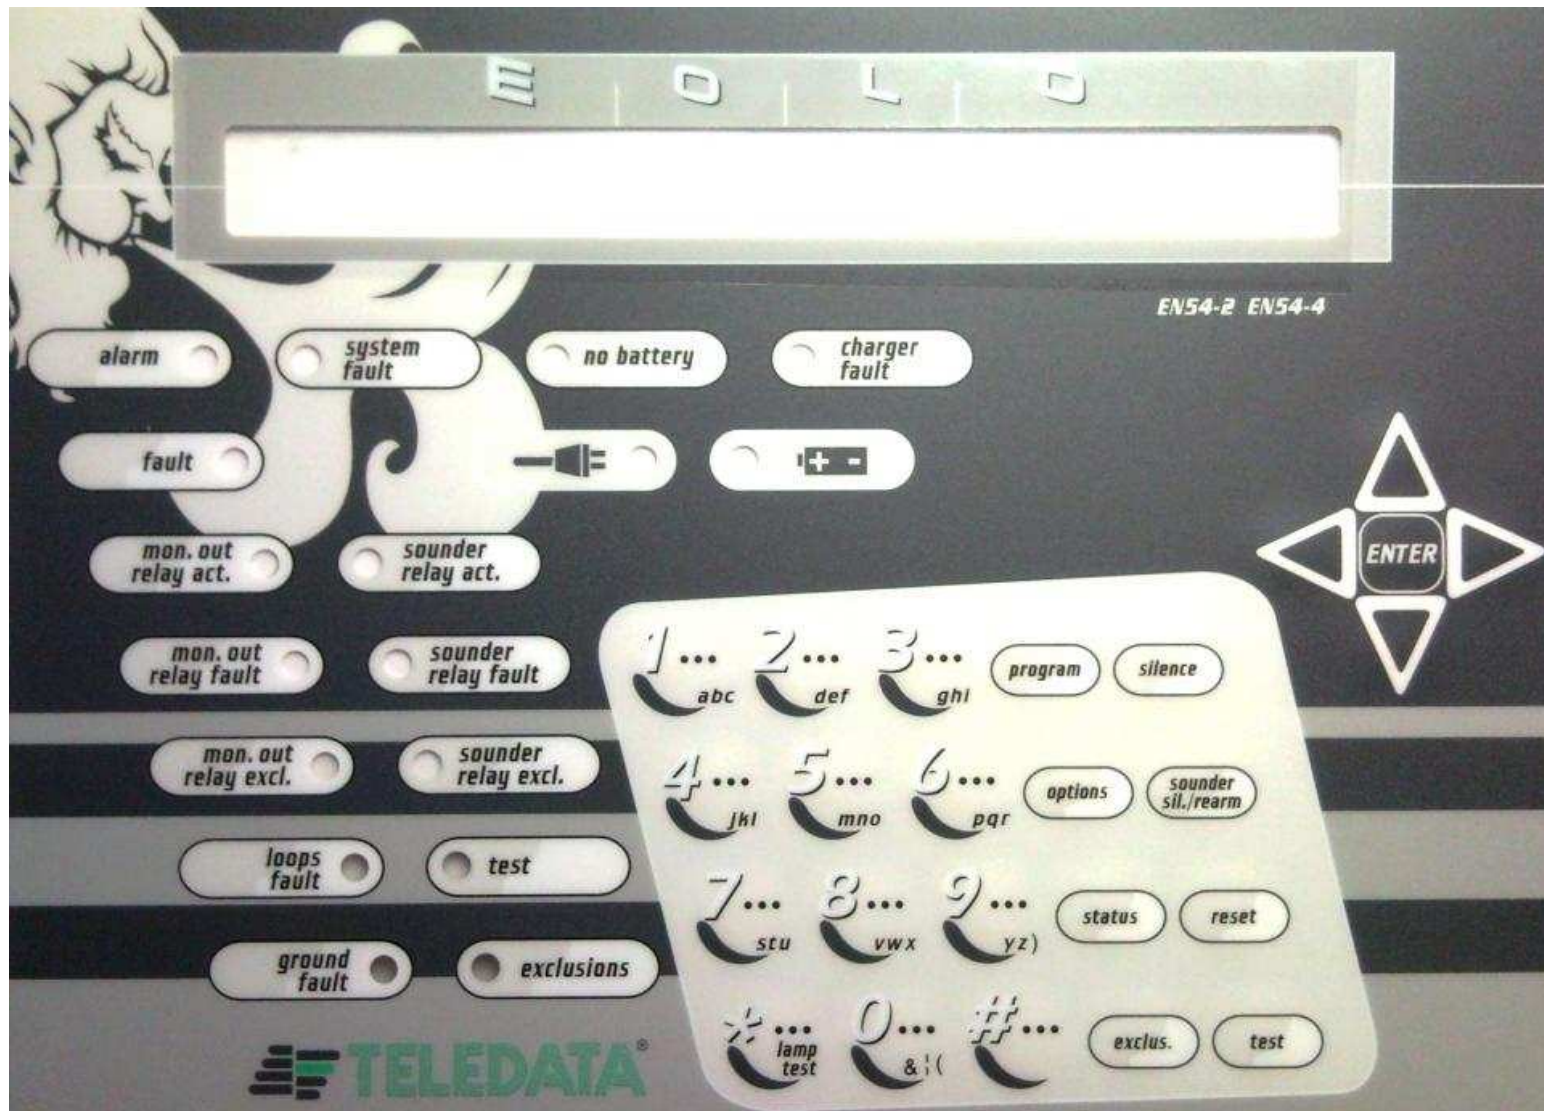 E O L O
EN54-2 EN54-4
alarm
system
fault
no battery
charger
fault
fault
+ -
mon. out
relay act.
sounder
relay act.
ENTER
mon. out
relay fault
sounder
relay fault
mon. out
relay excl.
sounder
relay excl.
loops
fault
test
ground
fault
exclusions
1...
abc
2...
def
3...
ghi
program
silence
4...
jkl
5...
mno
6...
pqr
options
sounder
sil./rearm
7...
stu
8...
vwx
9...
yz)
status
reset
*...
lamp
test
0...
&¦(
#...
exclus.
test
TELEDATA®